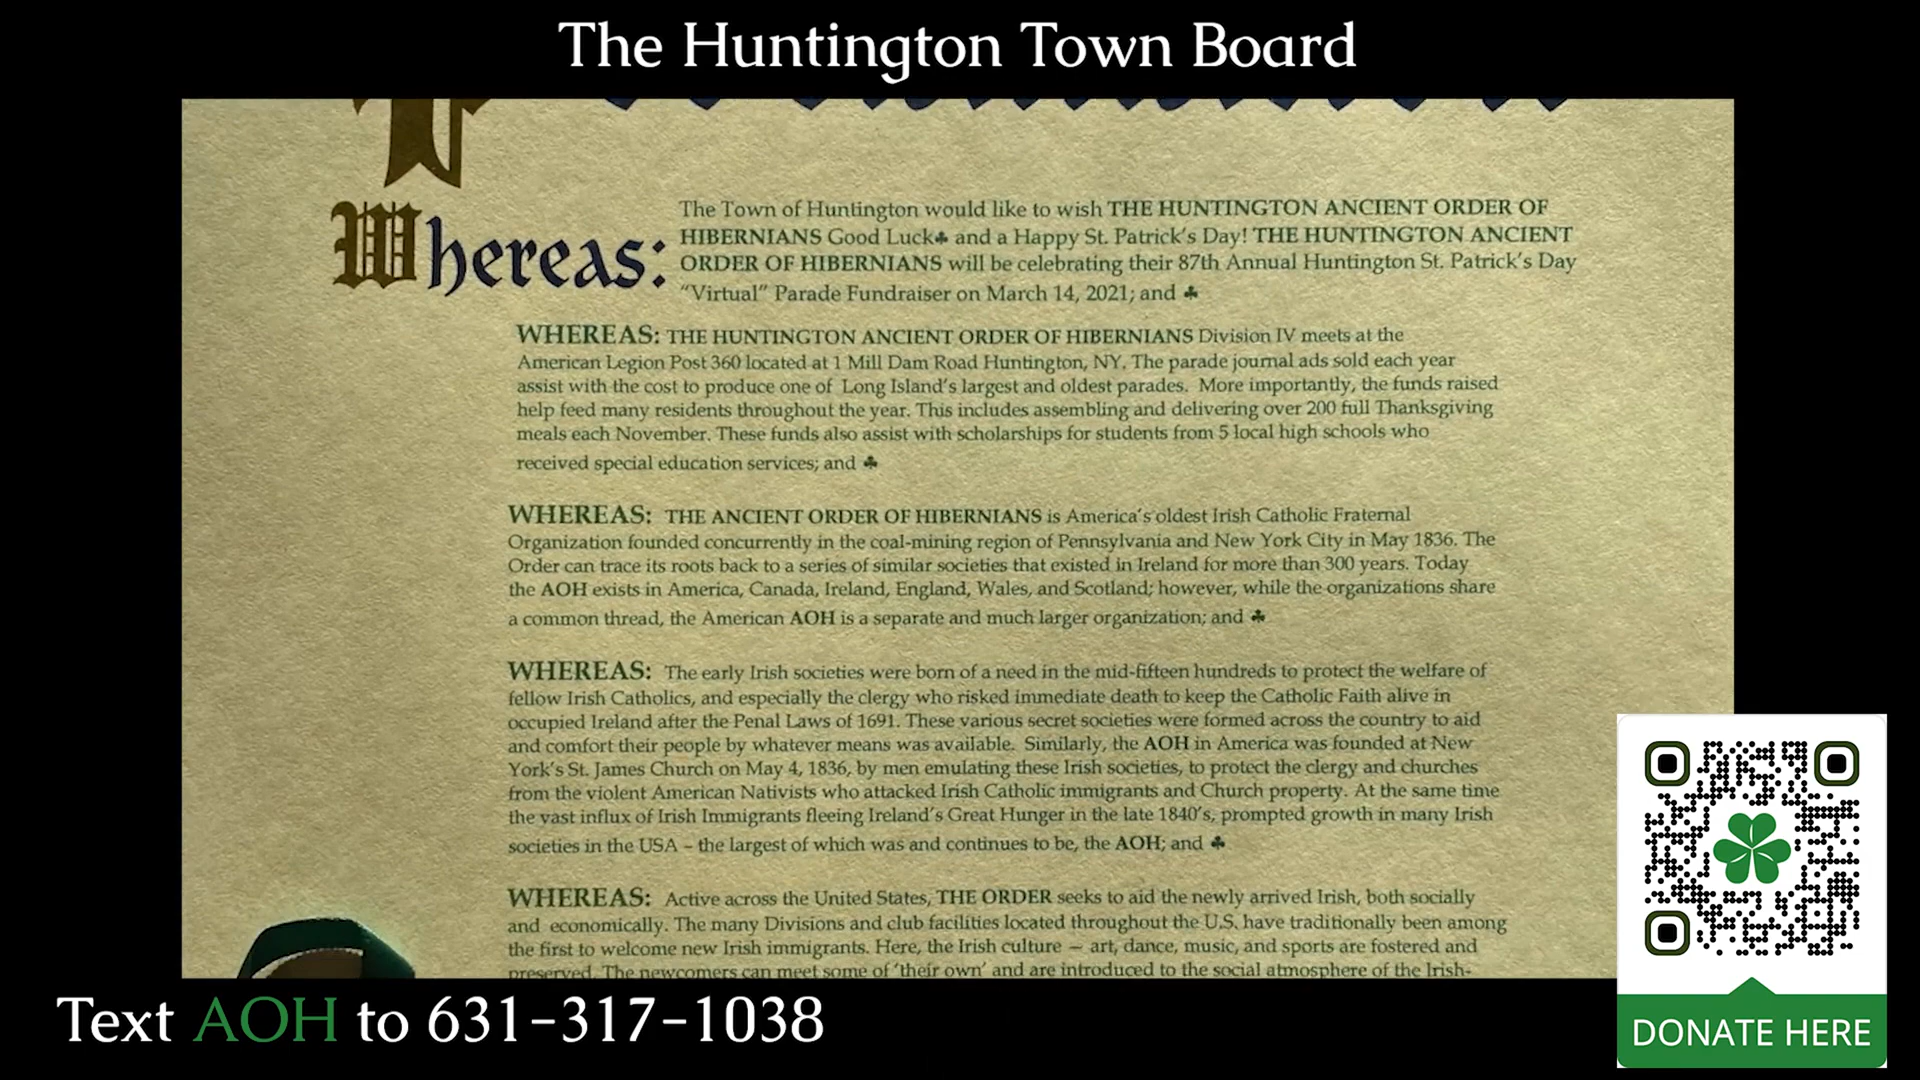 The Huntington Town Board
Whereas:
The Town of Huntington would like to wish THE HUNTINGTON ANCIENT ORDER OF
HIBERNIANS Good Luck♣ and a Happy St. Patrick's Day! THE HUNTINGTON ANCIENT
ORDER OF HIBERNIANS will be celebrating their 87th Annual Huntington St. Patrick's Day
"Virtual" Parade Fundraiser on March 14, 2021; and ♣
WHEREAS: THE HUNTINGTON ANCIENT ORDER OF HIBERNIANS Division IV meets at the
American Legion Post 360 located at 1 Mill Dam Road Huntington, NY. The parade journal ads sold each year
assist with the cost to produce one of Long Island's largest and oldest parades. More importantly, the funds raised
help feed many residents throughout the year. This includes assembling and delivering over 200 full Thanksgiving
meals each November. These funds also assist with scholarships for students from 5 local high schools who
received special education services; and ♣
WHEREAS: THE ANCIENT ORDER OF HIBERNIANS is America's oldest Irish Catholic Fraternal
Organization founded concurrently in the coal-mining region of Pennsylvania and New York City in May 1836. The
Order can trace its roots back to a series of similar societies that existed in Ireland for more than 300 years. Today
the AOH exists in America, Canada, Ireland, England, Wales, and Scotland; however, while the organizations share
a common thread, the American AOH is a separate and much larger organization; and ♣
WHEREAS: The early Irish societies were born of a need in the mid-fifteen hundreds to protect the welfare of
fellow Irish Catholics, and especially the clergy who risked immediate death to keep the Catholic Faith alive in
occupied Ireland after the Penal Laws of 1691. These various secret societies were formed across the country to aid
and comfort their people by whatever means was available. Similarly, the AOH in America was founded at New
York's St. James Church on May 4, 1836, by men emulating these Irish societies, to protect the clergy and churches
from the violent American Nativists who attacked Irish Catholic immigrants and Church property. At the same time
the vast influx of Irish Immigrants fleeing Ireland's Great Hunger in the late 1840's, prompted growth in many Irish
societies in the USA – the largest of which was and continues to be, the AOH; and ♣
WHEREAS: Active across the United States, THE ORDER seeks to aid the newly arrived Irish, both socially
and economically. The many Divisions and club facilities located throughout the U.S. have traditionally been among
the first to welcome new Irish immigrants. Here, the Irish culture — art, dance, music, and sports are fostered and
preserved. The newcomers can meet some of 'their own' and are introduced to the social atmosphere of the Irish-
Text AOH to 631-317-1038
DONATE HERE